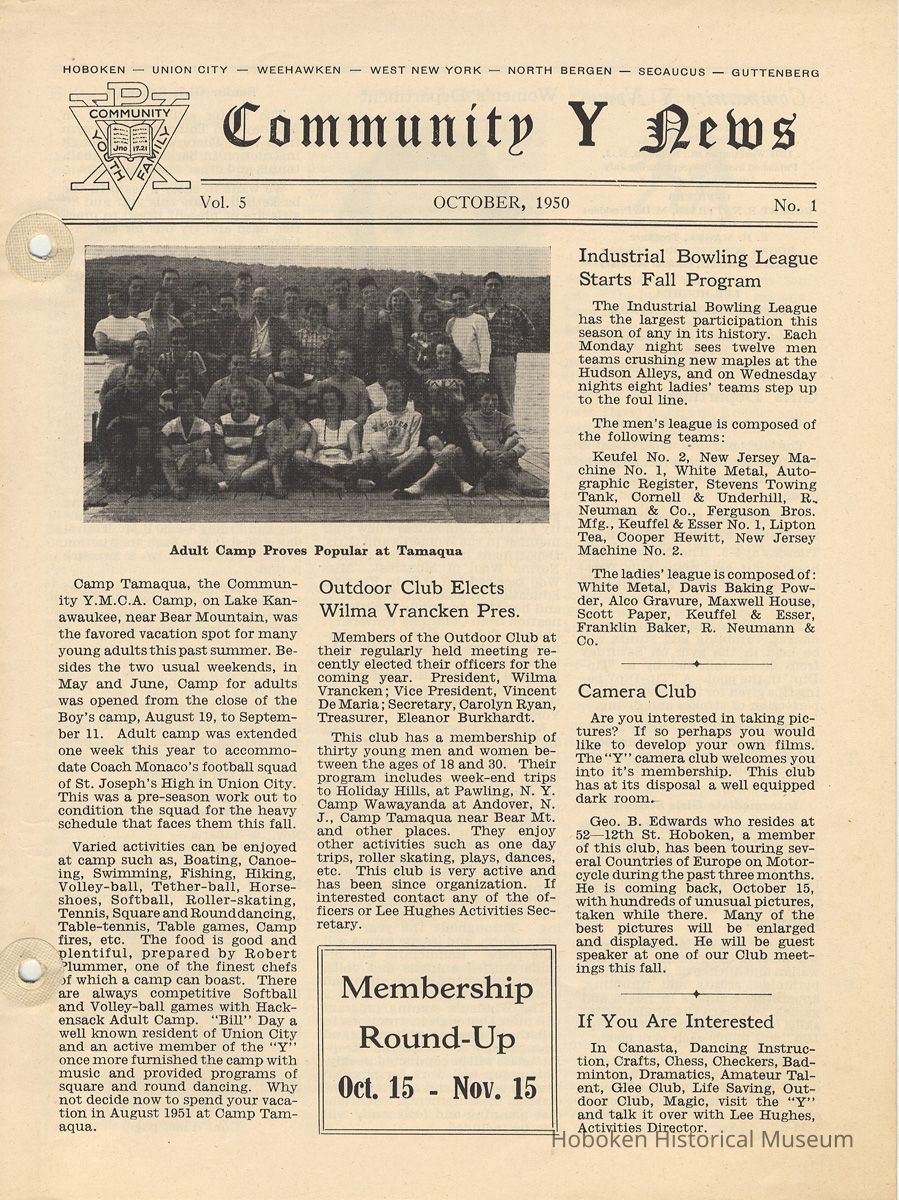 HOBOKEN — UNION CITY — WEEHAWKEN — WEST NEW YORK — NORTH BERGEN — SECAUCUS — GUTTENBERG
COMMUNITY
YOUTH
FAMILY
Jno 17.21
Community Y News
Vol. 5
OCTOBER, 1950
No. 1
Adult Camp Proves Popular at Tamaqua
Camp Tamaqua, the Commun-
ity Y.M.C.A. Camp, on Lake Kan-
awaukee, near Bear Mountain, was
the favored vacation spot for many
young adults this past summer. Be-
sides the two usual weekends, in
May and June, Camp for adults
was opened from the close of the
Boy's camp, August 19, to Septem-
ber 11. Adult camp was extended
one week this year to accommo-
date Coach Monaco's football squad
of St. Joseph's High in Union City.
This was a pre-season work out to
condition the squad for the heavy
schedule that faces them this fall.
Varied activities can be enjoyed
at camp such as, Boating, Canoe-
ing, Swimming, Fishing, Hiking,
Volley-ball, Tether-ball, Horse-
shoes, Softball, Roller-skating,
Tennis, Square and Round dancing,
Table-tennis, Table games, Camp
fires, etc. The food is good and
plentiful, prepared by Robert
Plummer, one of the finest chefs
of which a camp can boast. There
are always competitive Softball
and Volley-ball games with Hack-
ensack Adult Camp. "Bill" Day a
well known resident of Union City
and an active member of the "Y"
once more furnished the camp with
music and provided programs of
square and round dancing. Why
not decide now to spend your vaca-
tion in August 1951 at Camp Tam-
aqua.
Outdoor Club Elects
Wilma Vrancken Pres.
Members of the Outdoor Club at
their regularly held meeting re-
cently elected their officers for the
coming year. President, Wilma
Vrancken; Vice President, Vincent
De Maria; Secretary, Carolyn Ryan,
Treasurer, Eleanor Burkhardt.
This club has a membership of
thirty young men and women be-
tween the ages of 18 and 30. Their
program includes week-end trips
to Holiday Hills, at Pawling, N. Y.
Camp Wawayanda at Andover, N.
J., Camp Tamaqua near Bear Mt.
and other places. They enjoy
other activities such as one day
trips, roller skating, plays, dances,
etc. This club is very active and
has been since organization. If
interested contact any of the of-
ficers or Lee Hughes Activities Sec-
retary.
Membership
Round-Up
Oct. 15 - Nov. 15
Industrial Bowling League
Starts Fall Program
The Industrial Bowling League
has the largest participation this
season of any in its history. Each
Monday night sees twelve men
teams crushing new maples at the
Hudson Alleys, and on Wednesday
nights eight ladies' teams step up
to the foul line.
The men's league is composed of
the following teams:
Keufel No. 2, New Jersey Ma-
chine No. 1, White Metal, Auto-
graphic Register, Stevens Towing
Tank, Cornell & Underhill, R.
Neuman & Co., Ferguson Bros.
Mfg., Keuffel & Esser No. 1, Lipton
Tea, Cooper Hewitt, New Jersey
Machine No. 2.
The ladies' league is composed of:
White Metal, Davis Baking Pow-
der, Alco Gravure, Maxwell House,
Scott Paper, Keuffel & Esser,
Franklin Baker, R. Neumann &
Co.
Camera Club
Are you interested in taking pic-
tures? If so perhaps you would
like to develop your own films.
The "Y" camera club welcomes you
into it's membership. This club
has at its disposal a well equipped
dark room.
Geo. B. Edwards who resides at
52—12th St. Hoboken, a member
of this club, has been touring sev-
eral Countries of Europe on Motor-
cycle during the past three months.
He is coming back, October 15,
with hundreds of unusual pictures,
taken while there. Many of the
best pictures will be enlarged
and displayed. He will be guest
speaker at one of our Club meet-
ings this fall.
If You Are Interested
In Canasta, Dancing Instruc-
tion, Crafts, Chess, Checkers, Bad-
minton, Dramatics, Amateur Tal-
ent, Glee Club, Life Saving, Out-
door Club, Magic, visit the "Y"
and talk it over with Lee Hughes,
Activities Director.
Hoboken Historical Museum